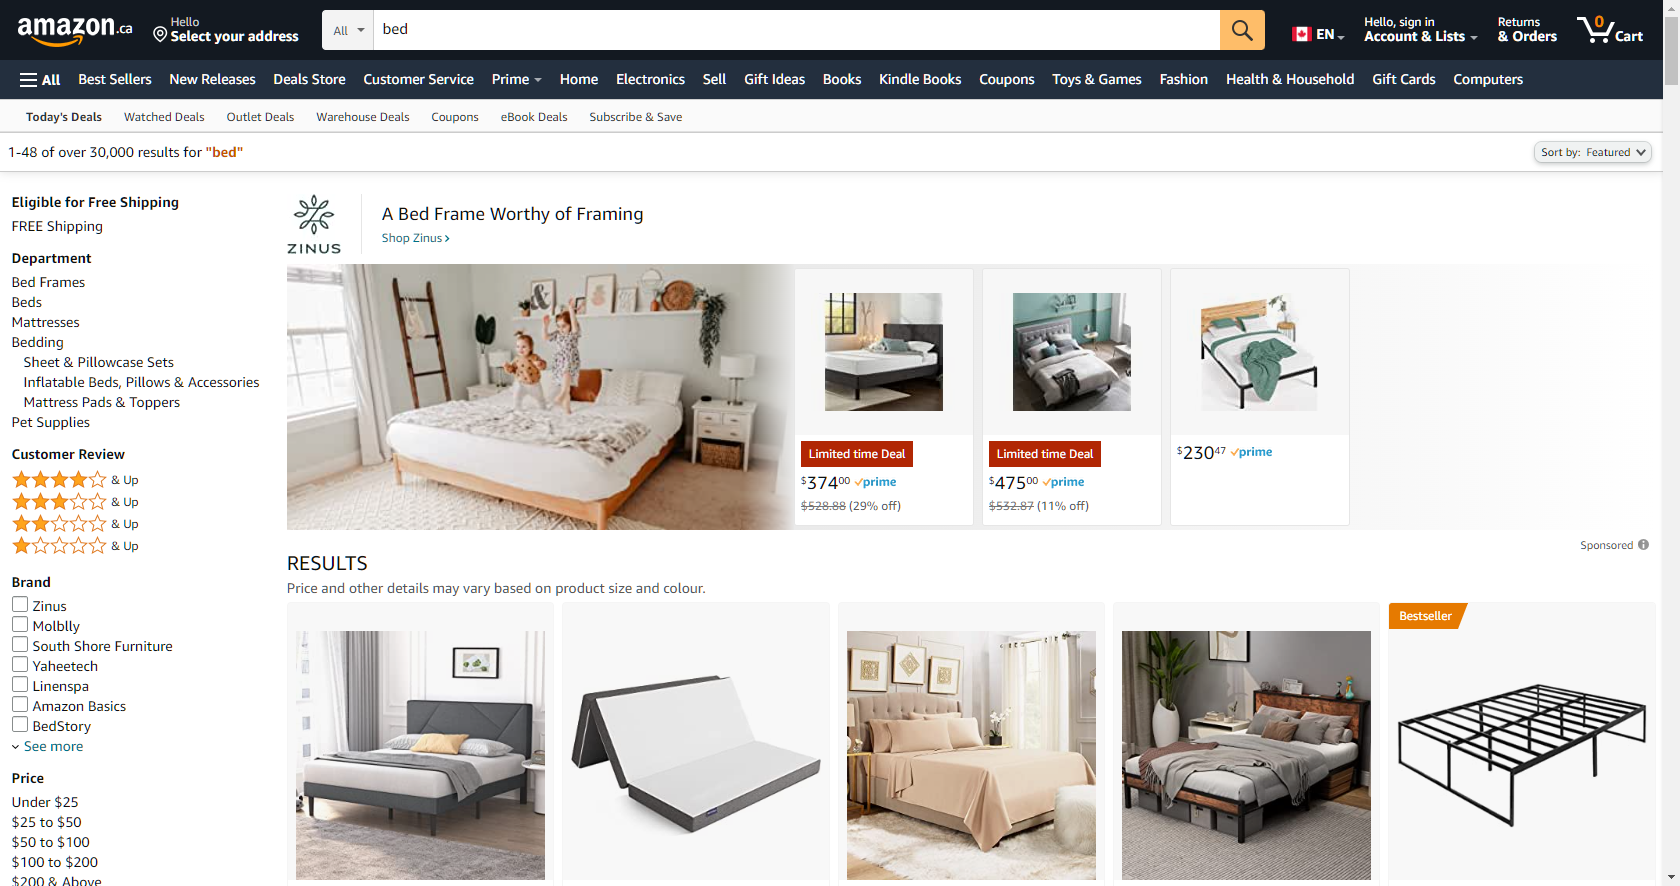 amazon.ca
Hello
Select your address
All
bed
EN
Hello, sign in
Account & Lists
Returns
& Orders
0
Cart
All
Best Sellers
New Releases
Deals Store
Customer Service
Prime
Home
Electronics
Sell
Gift Ideas
Books
Kindle Books
Coupons
Toys & Games
Fashion
Health & Household
Gift Cards
Computers
Today's Deals
Watched Deals
Outlet Deals
Warehouse Deals
Coupons
eBook Deals
Subscribe & Save
1-48 of over 30,000 results for "bed"
Sort by: Featured
Eligible for Free Shipping
FREE Shipping
Department
Bed Frames
Beds
Mattresses
Bedding
Sheet & Pillowcase Sets
Inflatable Beds, Pillows & Accessories
Mattress Pads & Toppers
Pet Supplies
Customer Review
& Up
& Up
& Up
& Up
Brand
Zinus
Molblly
South Shore Furniture
Yaheetech
Linenspa
Amazon Basics
BedStory
See more
Price
Under $25
$25 to $50
$50 to $100
$100 to $200
$200 & Above
ZINUS
A Bed Frame Worthy of Framing
Shop Zinus ›
&
Limited time Deal
$37400 prime
$528.88 (29% off)
Limited time Deal
$47500 prime
$532.87 (11% off)
$23047 prime
Sponsored
RESULTS
Price and other details may vary based on product size and colour.
Bestseller